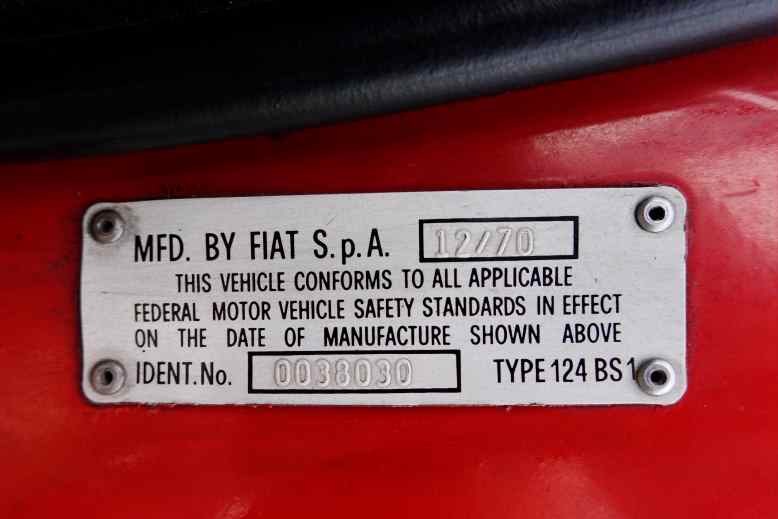 MFD. BY FIAT S.p.A. 12/70
THIS VEHICLE CONFORMS TO ALL APPLICABLE
FEDERAL MOTOR VEHICLE SAFETY STANDARDS IN EFFECT
ON THE DATE OF MANUFACTURE SHOWN ABOVE
IDENT.No. 0038030 TYPE 124 BS1